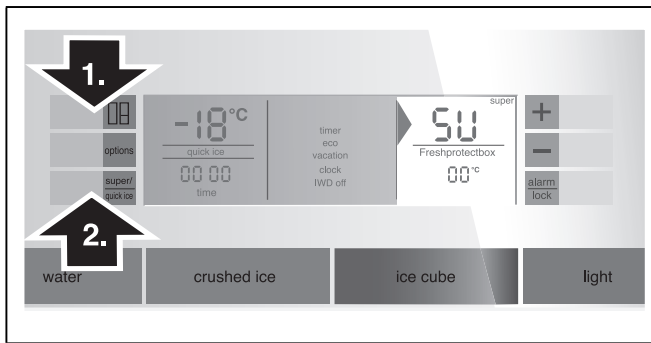 1.
-18°C
quick ice
00 00
time
timer
eco
vacation
clock
IWD off
super
SU
Freshprotectbox
00°C
+
options
−
super/
quick ice
alarm
lock
2.
water
crushed ice
ice cube
light